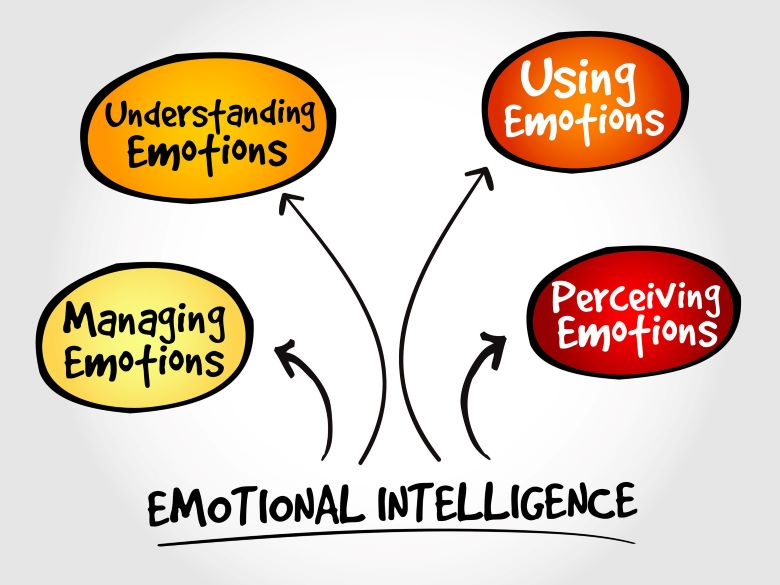 Understanding
Emotions
Using
Emotions
Managing
Emotions
Perceiving
Emotions
EMOTIONAL INTELLIGENCE